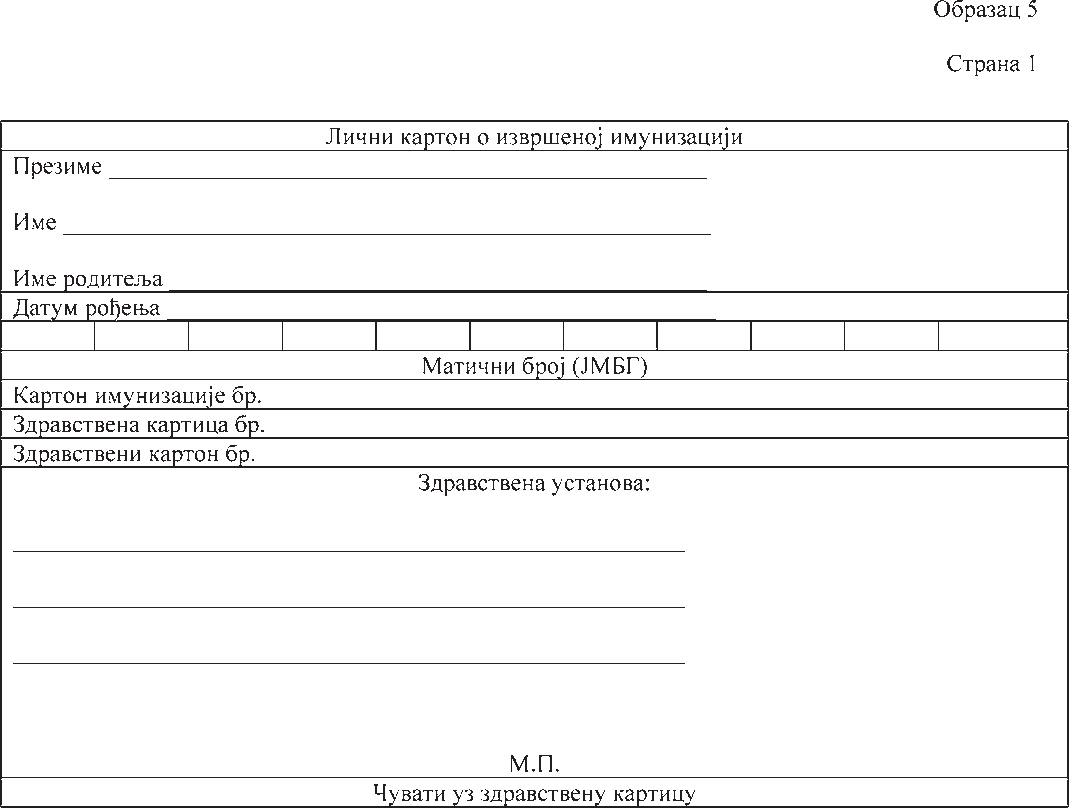 Образац 5
Страна 1
Лични картон о извршеној имунизацији
Презиме
Име
Име родитеља
Датум рођења
Матични број (ЈМБГ)
Картон имунизације бр.
Здравствена картица бр.
Здравствени картон бр.
Здравствена установа:
М.П.
Чувати уз здравствену картицу